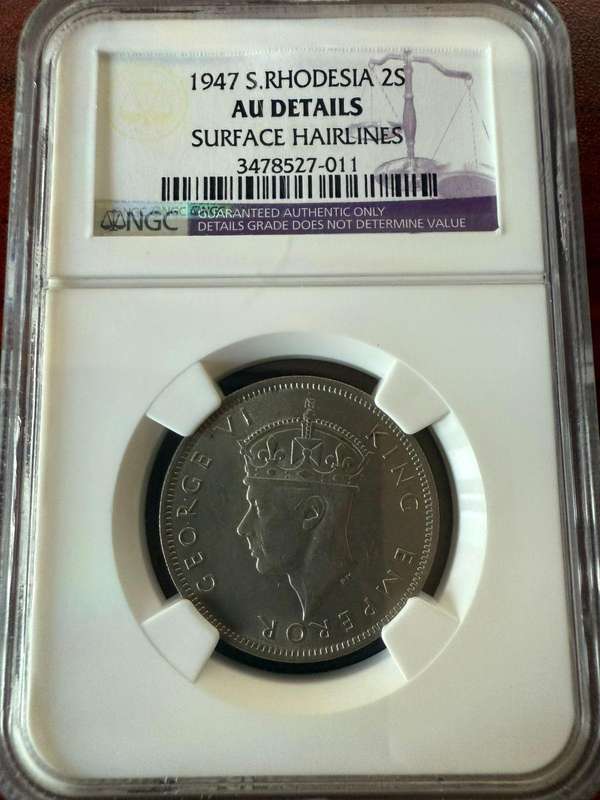 1947 S.RHODESIA 2S
AU DETAILS
SURFACE HAIRLINES
3478527-011
NGC
GUARANTEED AUTHENTIC ONLY
DETAILS GRADE DOES NOT DETERMINE VALUE
GEORGE VI KING EMPEROR